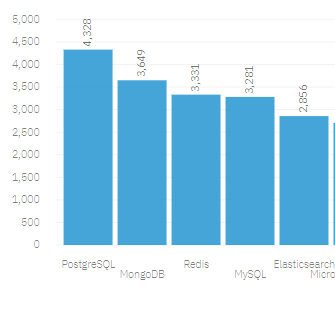 5,000
4,500
4,000
3,500
3,000
2,500
2,000
1,500
1,000
500
0
4,328
3,649
3,331
3,281
2,856
PostgreSQL
MongoDB
Redis
MySQL
Elasticsearch
Micro